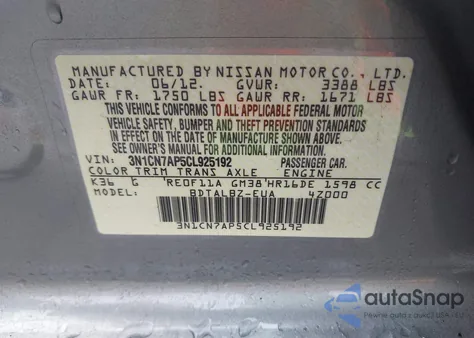 MANUFACTURED BY NISSAN MOTOR CO., LTD.
DATE: 06/12. GVWR: 3388 LBS
GAWR FR: 1750 LBS GAWR RR: 1671 LBS
THIS VEHICLE CONFORMS TO ALL APPLICABLE FEDERAL MOTOR
VEHICLE SAFETY, BUMPER AND THEFT PREVENTION STANDARDS
IN EFFECT ON THE DATE OF MANUFACTURE SHOWN ABOVE.
SEE OWNER'S MANUAL FOR ADDITIONAL INFORMATION.
VIN: 3N1CN7AP5CL925192 PASSENGER CAR.
COLOR TRIM TRANS AXLE ENGINE
K36 G RE0F11A GM38 HR16DE 1598 CC
MODEL: BDTALBZ-EUA 4Z000
3N1CN7AP5CL925192
autoSnap